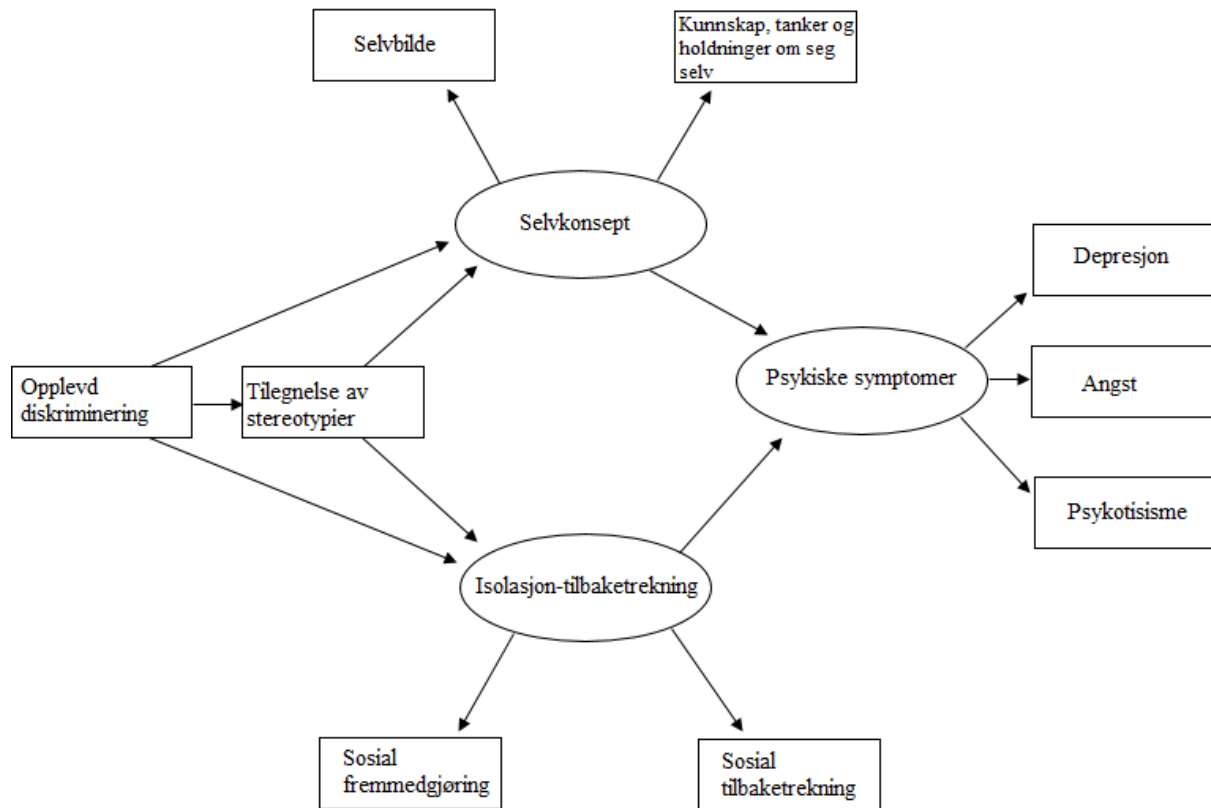 Selvbilde
Kunnskap, tanker og
holdninger om seg
selv
Selvkonsept
Depresjon
Opplevd
diskriminering
Tilegnelse av
stereotypier
Psykiske symptomer
Angst
Psykotisisme
Isolasjon-tilbaketrekning
Sosial
fremmedgjøring
Sosial
tilbaketrekning